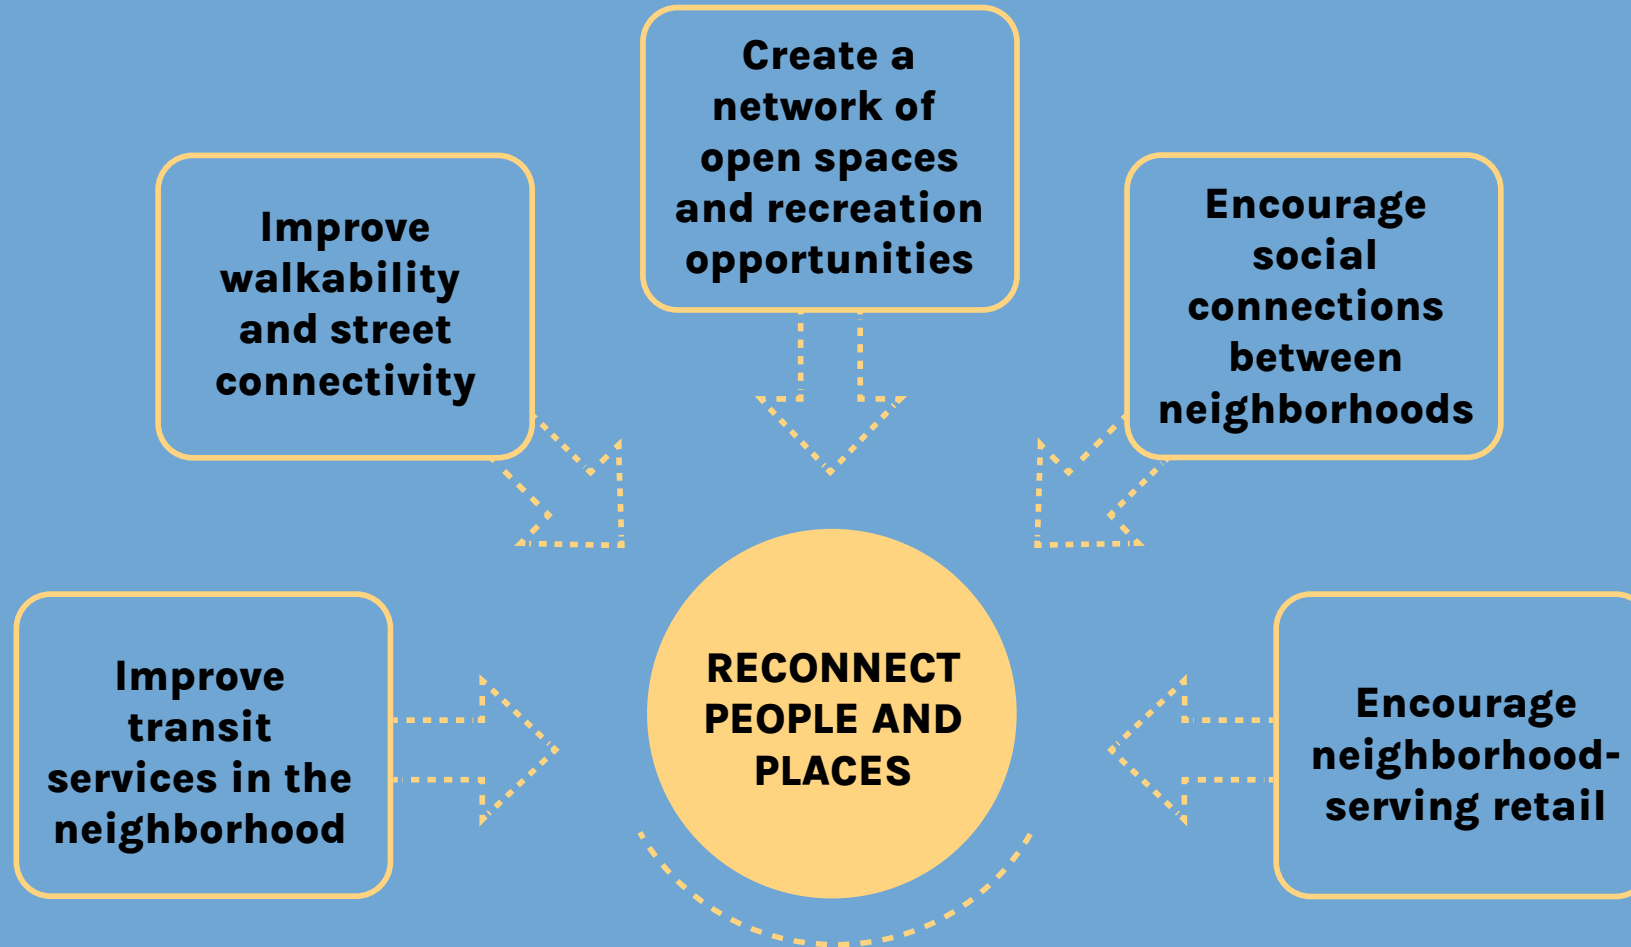 Create a
network of
open spaces
and recreation
opportunities
Improve
walkability
and street
connectivity
Encourage
social
connections
between
neighborhoods
Improve
transit
services in the
neighborhood
RECONNECT
PEOPLE AND
PLACES
Encourage
neighborhood-
serving retail